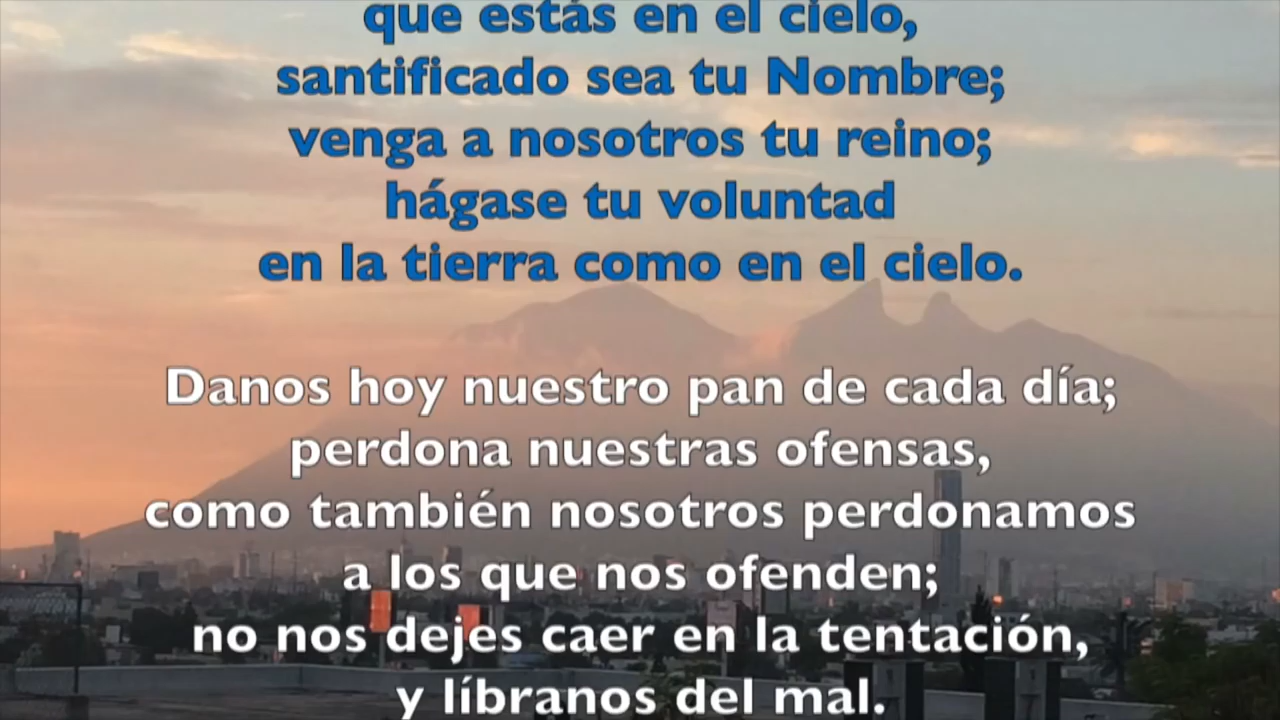 que estás en el cielo,
santificado sea tu Nombre;
venga a nosotros tu reino;
hágase tu voluntad
en la tierra como en el cielo.
Danos hoy nuestro pan de cada día;
perdona nuestras ofensas,
como también nosotros perdonamos
a los que nos ofenden;
no nos dejes caer en la tentación,
y líbranos del mal.